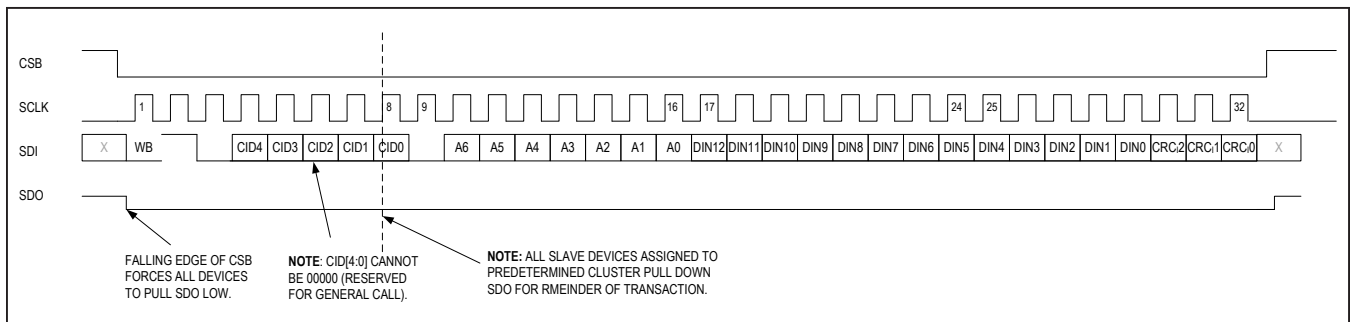 CSB
SCLK 1 8 9 16 17 24 25 32
SDI X WB CID4 CID3 CID2 CID1 CID0 A6 A5 A4 A3 A2 A1 A0 DIN12 DIN11 DIN10 DIN9 DIN8 DIN7 DIN6 DIN5 DIN4 DIN3 DIN2 DIN1 DIN0 CRCI2 CRCI1 CRCI0 X
SDO
FALLING EDGE OF CSB
FORCES ALL DEVICES
TO PULL SDO LOW.
NOTE: CID[4:0] CANNOT
BE 00000 (RESERVED
FOR GENERAL CALL).
NOTE: ALL SLAVE DEVICES ASSIGNED TO
PREDETERMINED CLUSTER PULL DOWN
SDO FOR RMEINDER OF TRANSACTION.